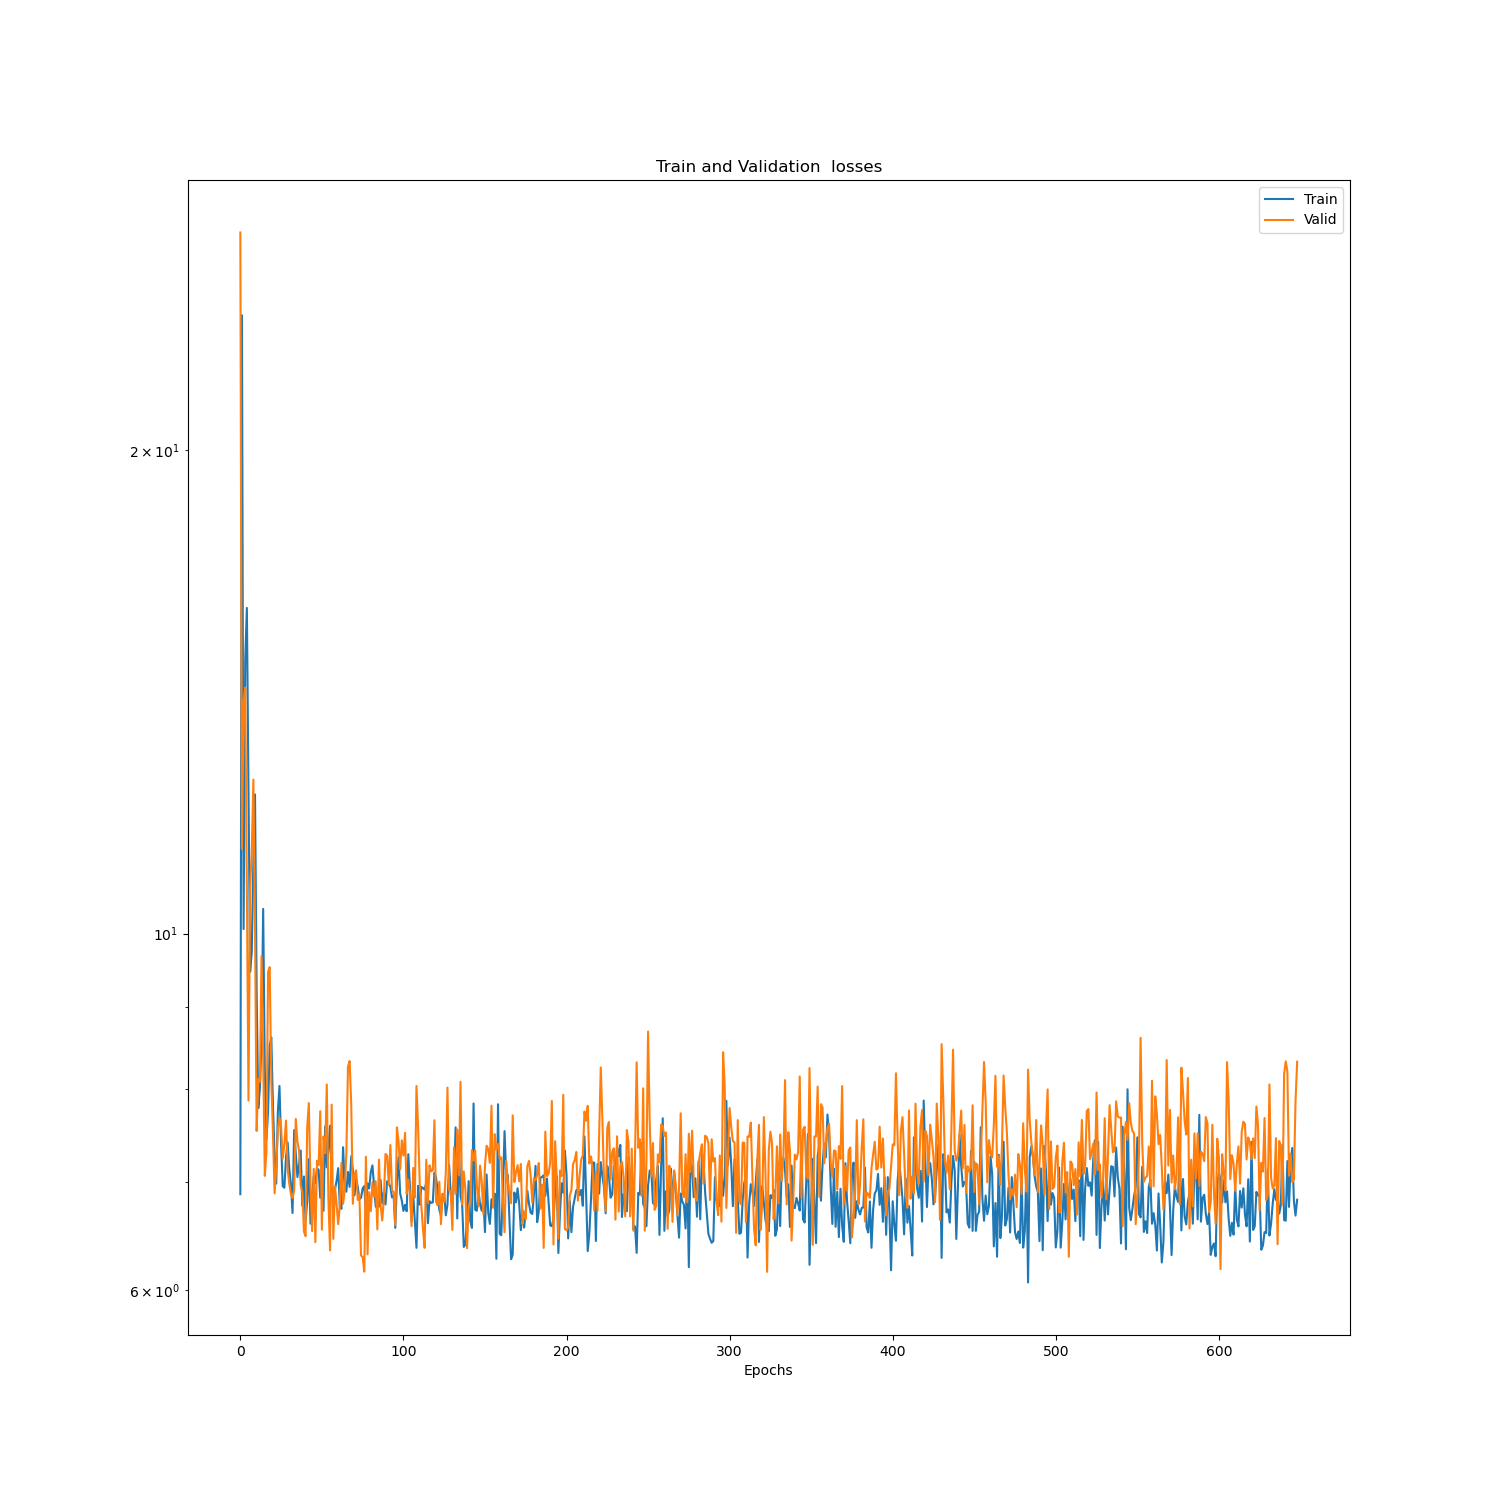 Train and Validation  losses
Train
Valid
2 × 10¹
10¹
6 × 10⁰
0 100 200 300 400 500 600
Epochs